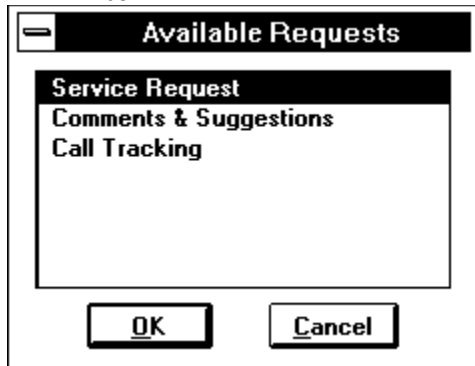 Available Requests
Service Request
Comments & Suggestions
Call Tracking
OK
Cancel